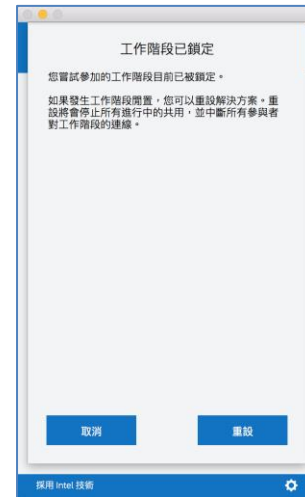 工作階段已鎖定
您嘗試參加的工作階段目前已被鎖定。
如果發生工作階段閒置，您可以重設解決方案。重
設將會停止所有進行中的共用，並中斷所有參與者
對工作階段的連線。
取消
重設
採用 Intel 技術